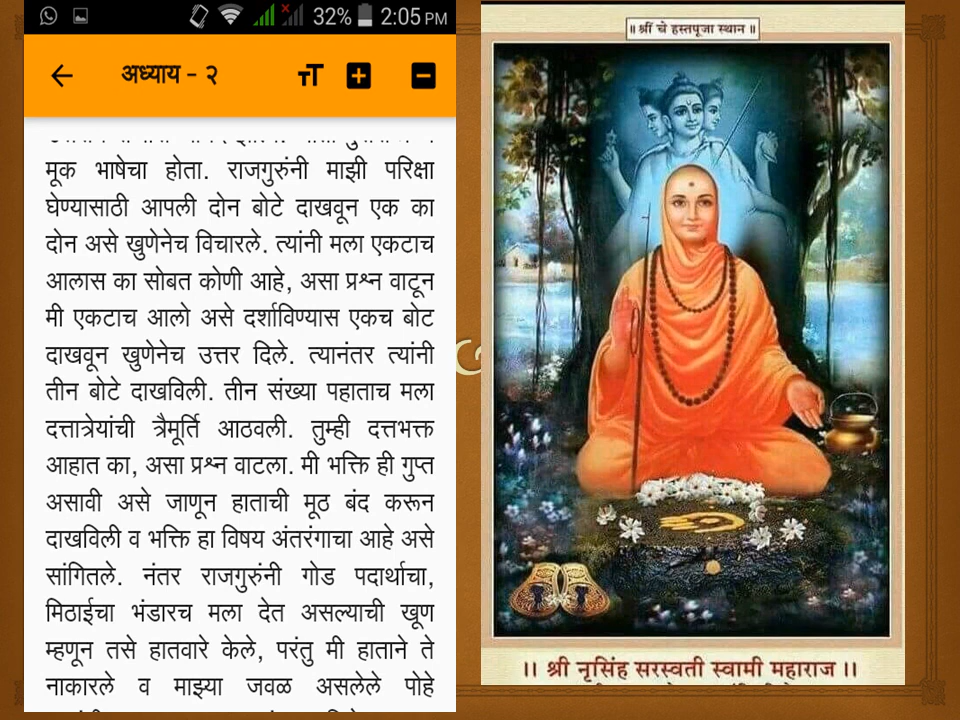 32% 2:05 PM
अध्याय - २
मूक भाषेचा होता. राजगुरुंनी माझी परिक्षा
घेण्यासाठी आपली दोन बोटे दाखवून एक का
दोन असे खुणेनेच विचारले. त्यांनी मला एकटाच
आलास का सोबत कोणी आहे, असा प्रश्न वाटून
मी एकटाच आलो असे दर्शाविण्यास एकच बोट
दाखवून खुणेनेच उत्तर दिले. त्यानंतर त्यांनी
तीन बोटे दाखविली. तीन संख्या पहाताच मला
दत्तात्रेयांची त्रैमूर्ति आठवली. तुम्ही दत्तभक्त
आहात का, असा प्रश्न वाटला. मी भक्ति ही गुप्त
असावी असे जाणून हाताची मूठ बंद करून
दाखविली व भक्ति हा विषय अंतरंगाचा आहे असे
सांगितले. नंतर राजगुरुंनी गोड पदार्थाचा,
मिठाईचा भंडारच मला देत असल्याची खूण
म्हणून तसे हातवारे केले, परंतु मी हाताने ते
नाकारले व माझ्या जवळ असलेले पोहे
॥ श्रीं चे हस्तपूजा स्थान ॥
।। श्री नृसिंह सरस्वती स्वामी महाराज ।।